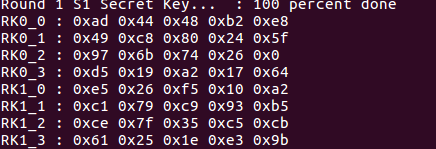 Round 1 S1 Secret Key... : 100 percent done
RK0_0 : 0xad 0x44 0x48 0xb2 0xe8
RK0_1 : 0x49 0xc8 0x80 0x24 0x5f
RK0_2 : 0x97 0x6b 0x74 0x26 0x0
RK0_3 : 0xd5 0x19 0xa2 0x17 0x64
RK1_0 : 0xe5 0x26 0xf5 0x10 0xa2
RK1_1 : 0xc1 0x79 0xc9 0x93 0xb5
RK1_2 : 0xce 0x7f 0x35 0xc5 0xcb
RK1_3 : 0x61 0x25 0x1e 0xe3 0x9b